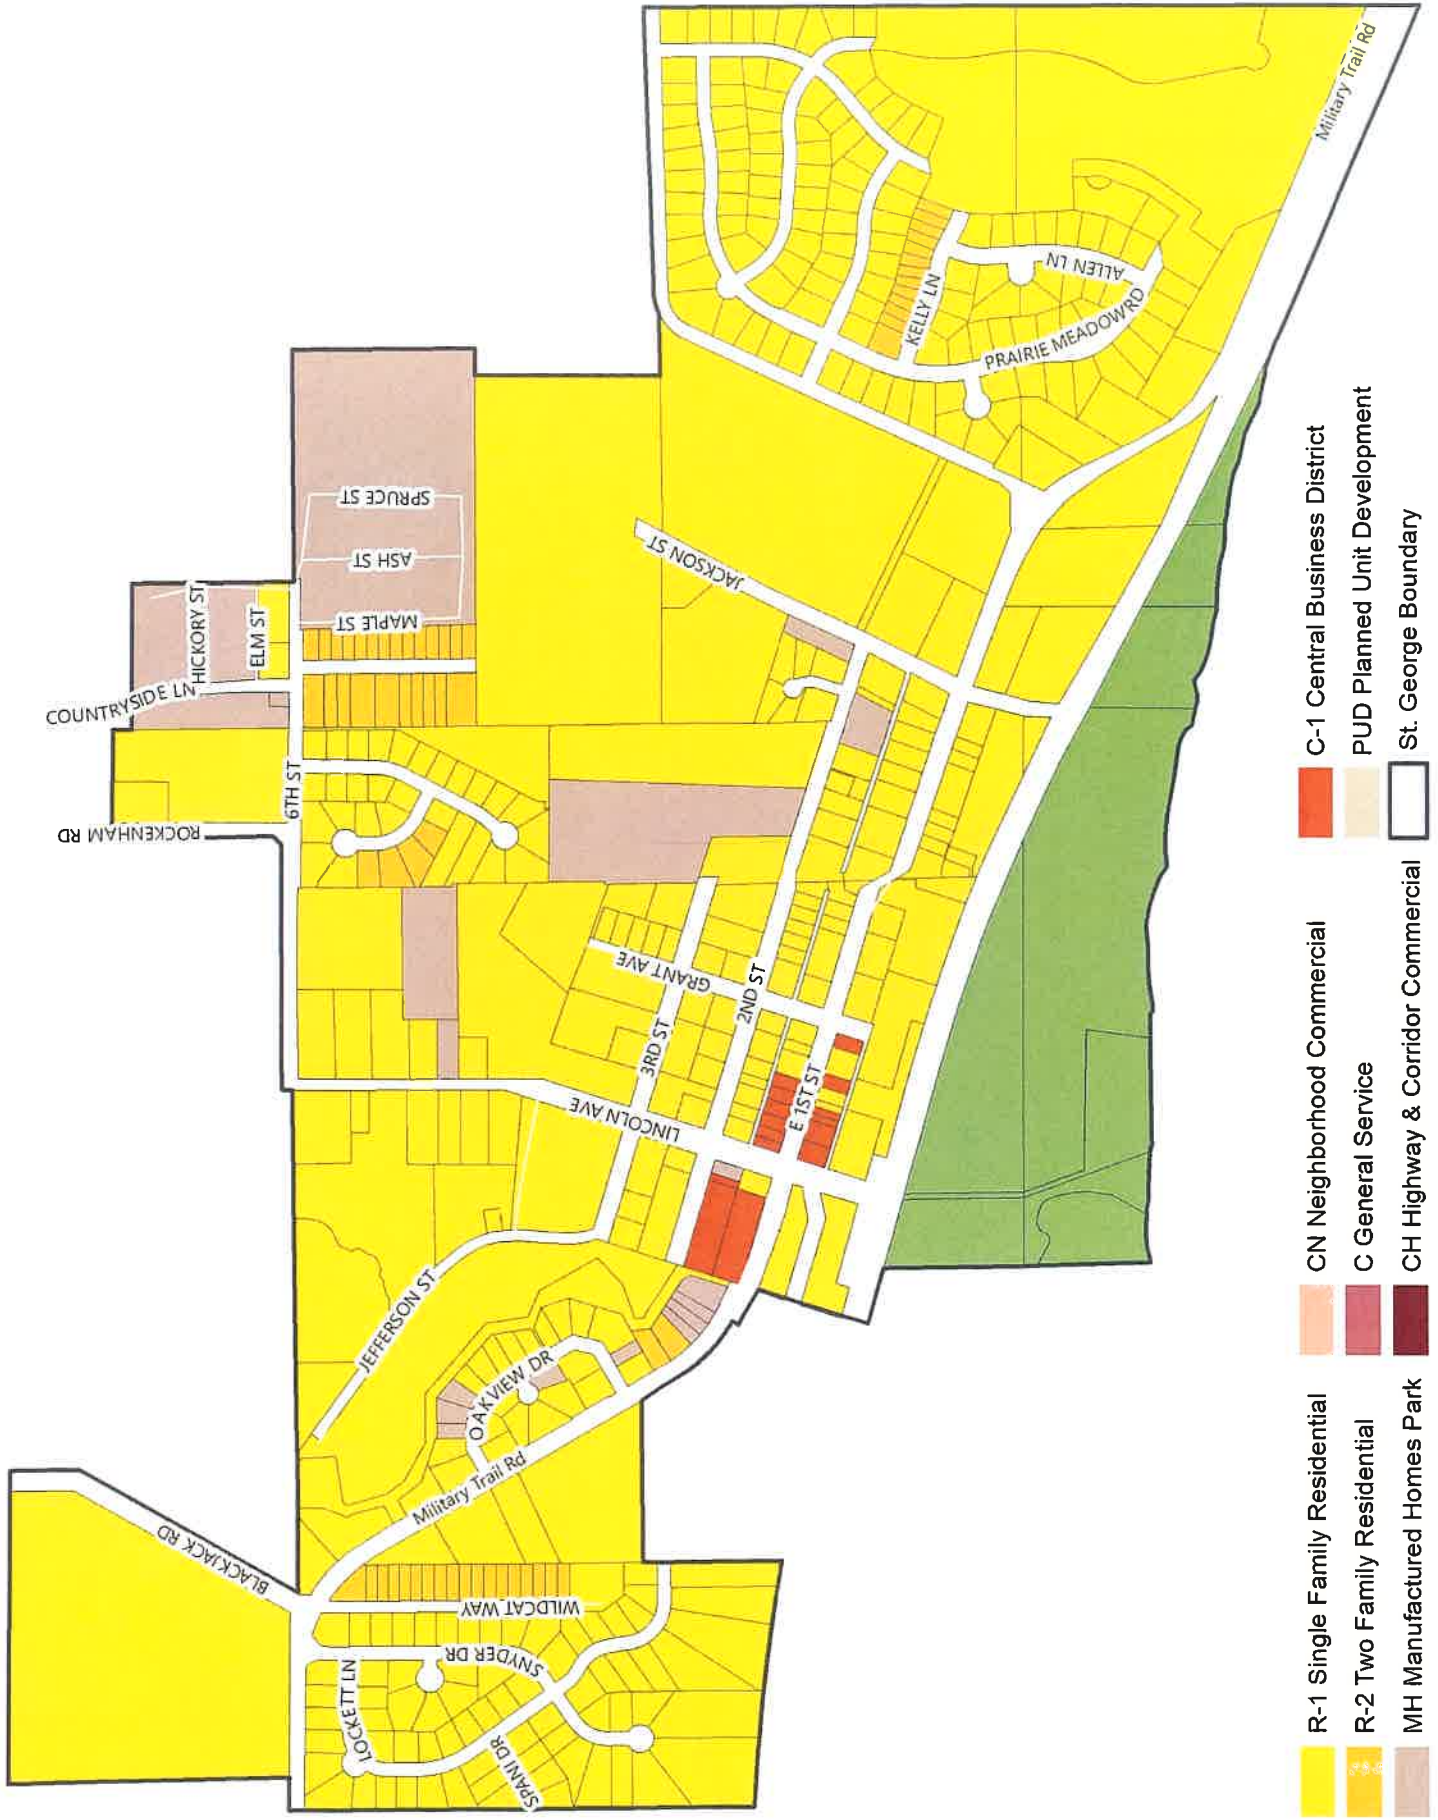 Military Trail Rd
ALLEN LN
KELLY LN
PRAIRIE MEADOW RD
SPRUCE ST
ASH ST
MAPLE ST
HICKORY ST
ELM ST
COUNTRYSIDE LN
JACKSON ST
6TH ST
ROCKENHAM RD
GRANT AVE
2ND ST
3RD ST
E 1ST ST
LINCOLN AVE
JEFFERSON ST
OAKVIEW DR
Military Trail Rd
BLACKJACK RD
WILDCAT WAY
SNYDER DR
LOCKETT LN
SPANI DR
R-1 Single Family Residential
R-2 Two Family Residential
MH Manufactured Homes Park
CN Neighborhood Commercial
C General Service
CH Highway & Corridor Commercial
C-1 Central Business District
PUD Planned Unit Development
St. George Boundary